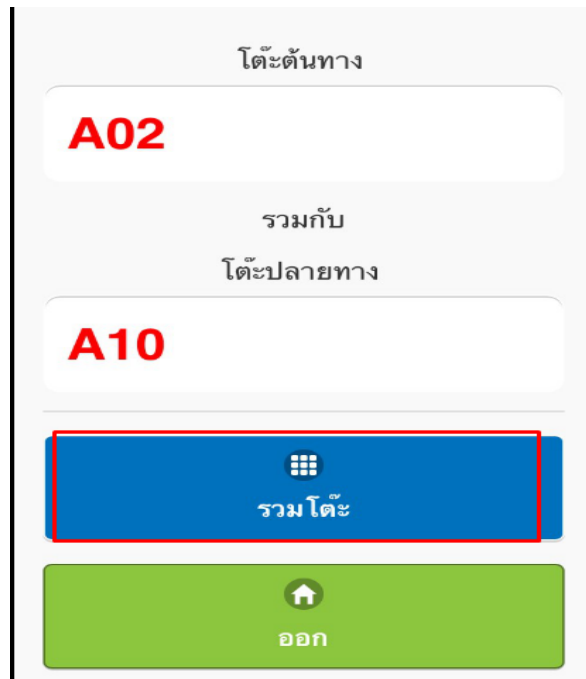 โต๊ะต้นทาง
A02
รวมกับ
โต๊ะปลายทาง
A10
รวมโต๊ะ
ออก